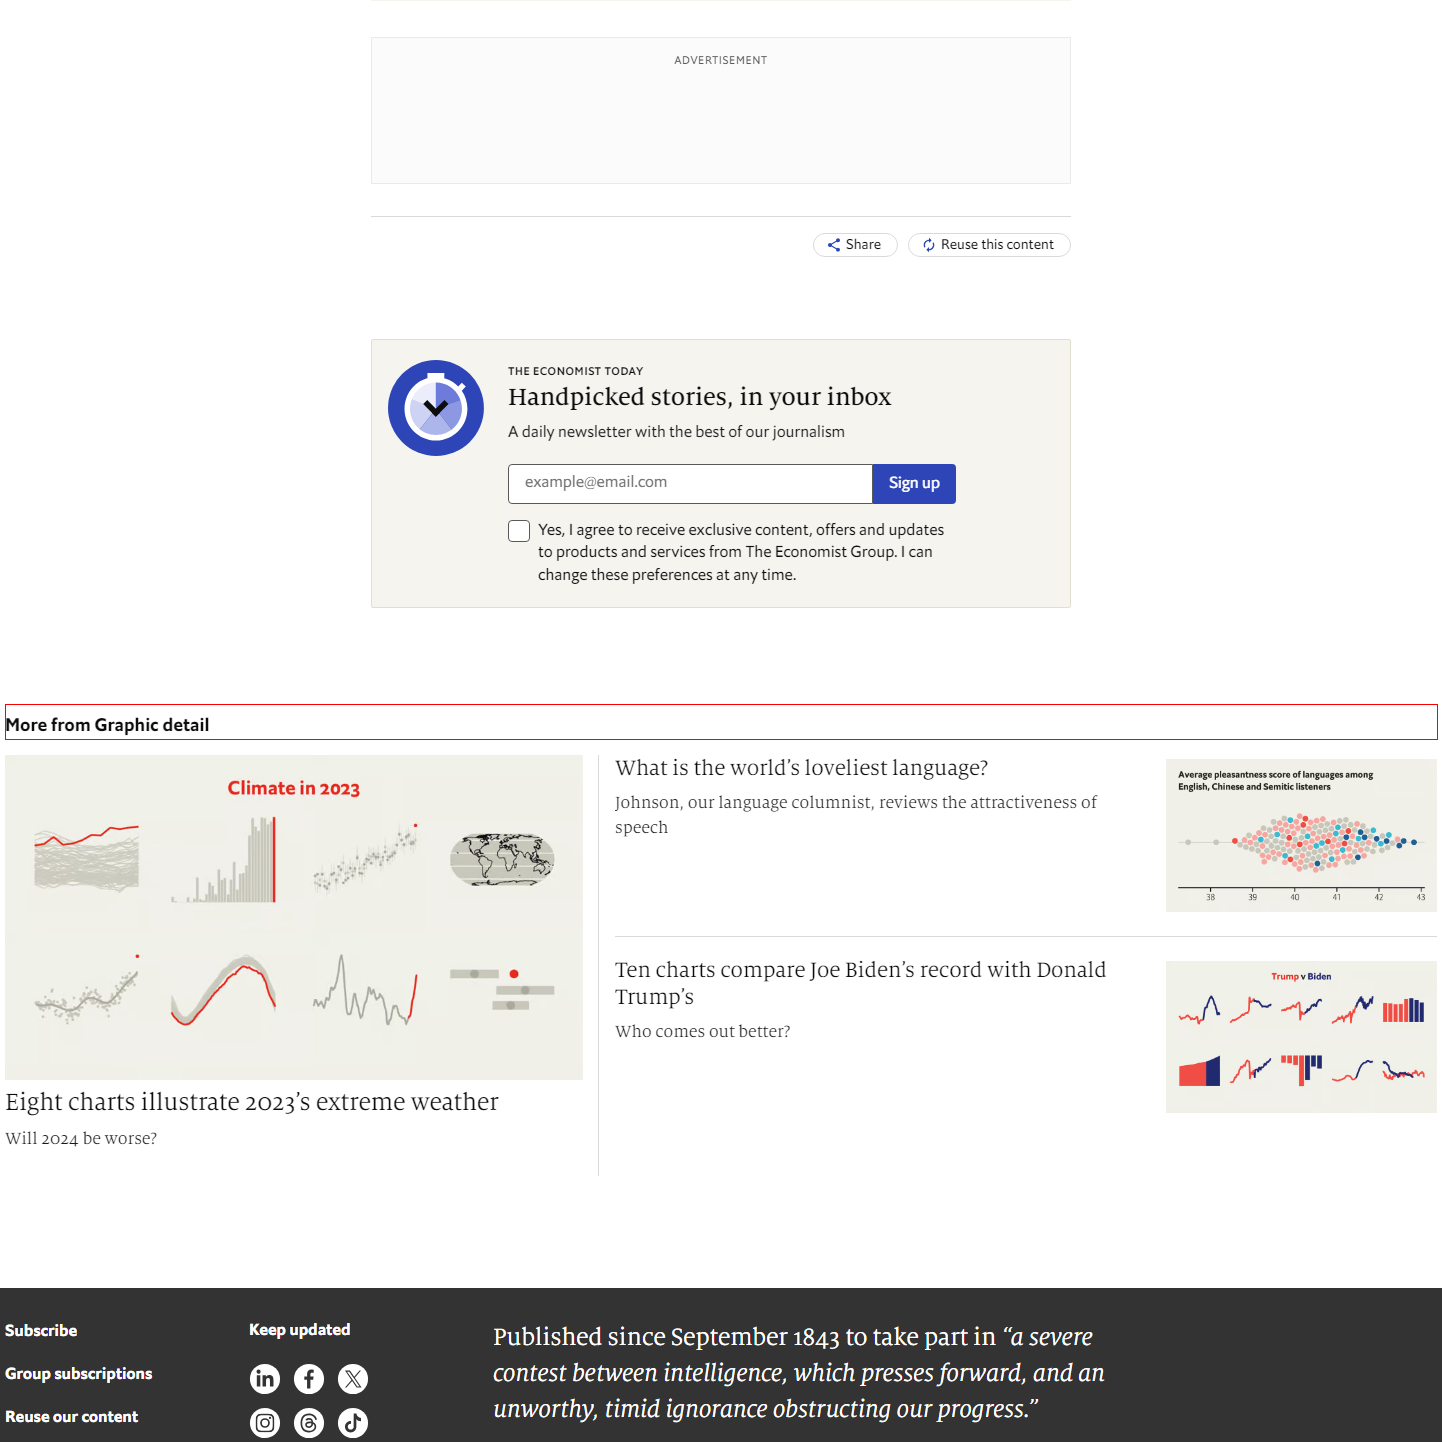 ADVERTISEMENT
Share
Reuse this content
THE ECONOMIST TODAY
Handpicked stories, in your inbox
A daily newsletter with the best of our journalism
example@email.com
Sign up
Yes, I agree to receive exclusive content, offers and updates
to products and services from The Economist Group. I can
change these preferences at any time.
More from Graphic detail
Climate in 2023
Eight charts illustrate 2023’s extreme weather
Will 2024 be worse?
What is the world’s loveliest language?
Johnson, our language columnist, reviews the attractiveness of
speech
Average pleasantness score of languages among
English, Chinese and Semitic listeners
38 39 40 41 42 43
Ten charts compare Joe Biden’s record with Donald
Trump’s
Who comes out better?
Trump v Biden
Subscribe
Group subscriptions
Reuse our content
Keep updated
Published since September 1843 to take part in “a severe
contest between intelligence, which presses forward, and an
unworthy, timid ignorance obstructing our progress.”